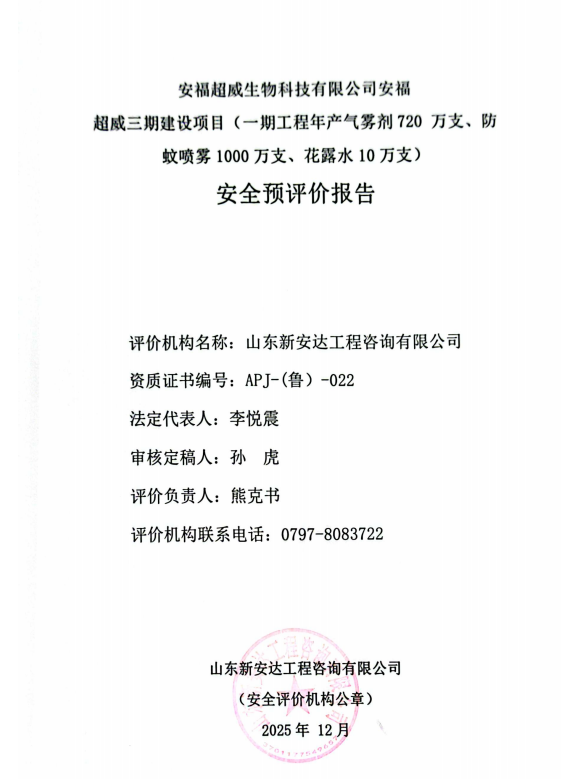 安福超威生物科技有限公司安福
超威三期建设项目（一期工程年产气雾剂720 万支、防
蚊喷雾1000万支、花露水10万支）
安全预评价报告
评价机构名称：山东新安达工程咨询有限公司
资质证书编号：APJ-(鲁）-022
法定代表人：李悦震
审核定稿人：孙　虎
评价负责人：熊克书
评价机构联系电话：0797-8083722
山东新安达工程咨询有限公司
（安全评价机构公章）
2025年 12月